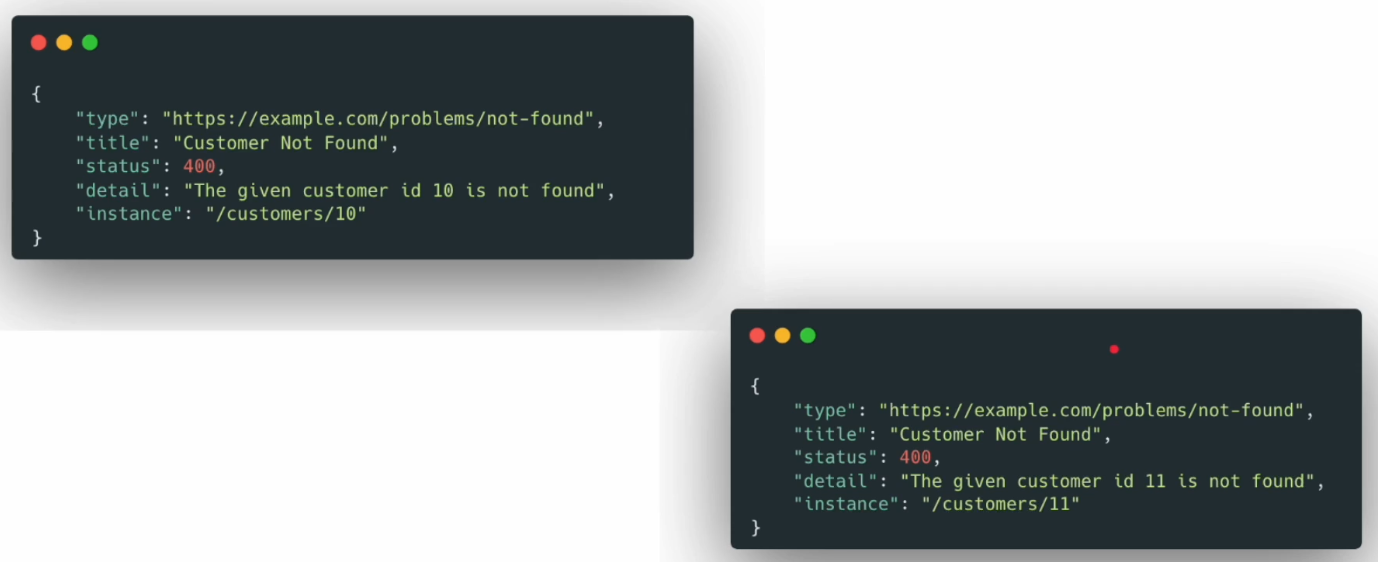 {
    "type": "https://example.com/problems/not-found",
    "title": "Customer Not Found",
    "status": 400,
    "detail": "The given customer id 10 is not found",
    "instance": "/customers/10"
}
{
    "type": "https://example.com/problems/not-found",
    "title": "Customer Not Found",
    "status": 400,
    "detail": "The given customer id 11 is not found",
    "instance": "/customers/11"
}